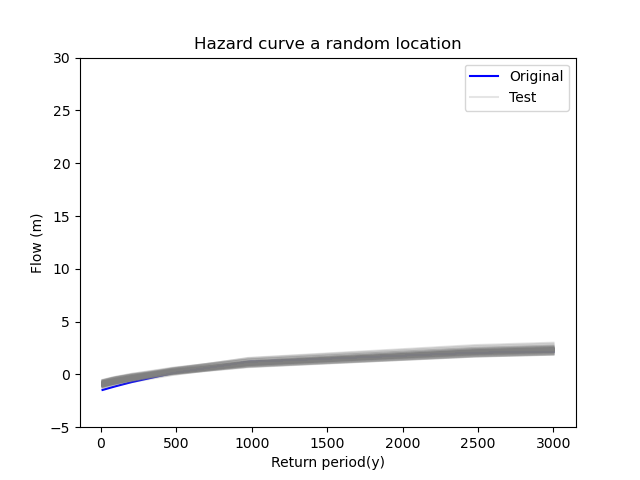 Hazard curve a random location
Original
Test
30
25
20
15
10
5
0
−5
Flow (m)
0 500 1000 1500 2000 2500 3000
Return period(y)